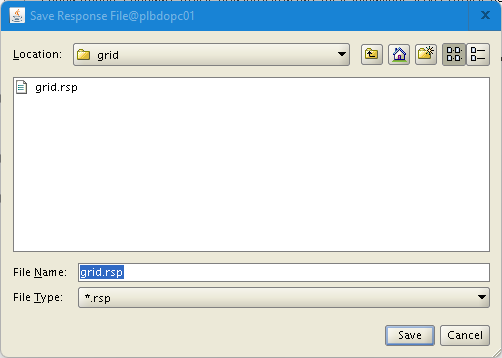 Save Response File@plbdopc01
Location: grid
grid.rsp
File Name: grid.rsp
File Type: *.rsp
Save Cancel